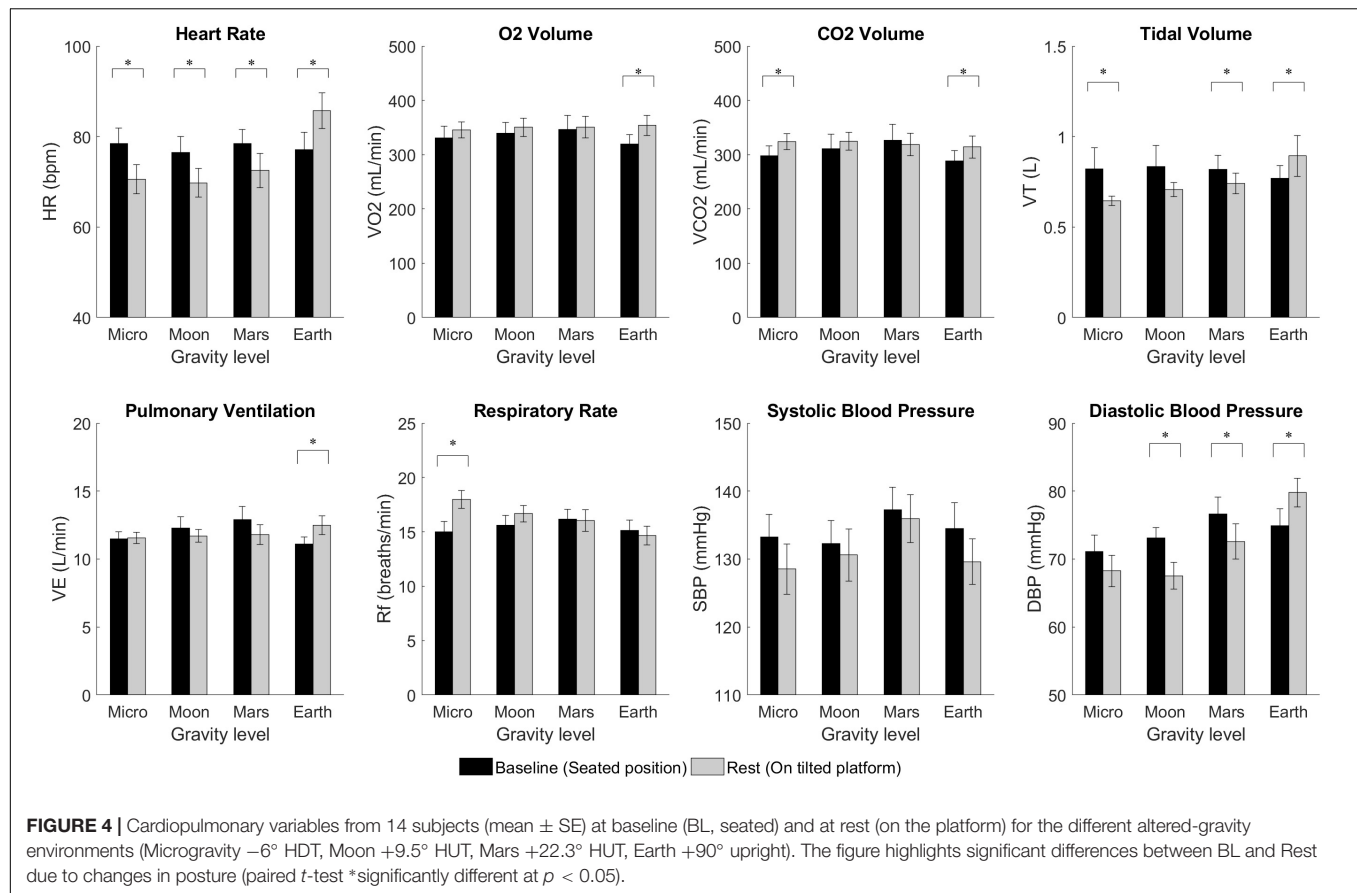 Heart Rate
100
80
60
40
HR (bpm)
*
*
*
*
Micro Moon Mars Earth
Gravity level
O2 Volume
500
400
300
200
100
0
VO2 (mL/min)
*
Micro Moon Mars Earth
Gravity level
CO2 Volume
500
400
300
200
100
0
VCO2 (mL/min)
*
*
Micro Moon Mars Earth
Gravity level
Tidal Volume
1.5
1
0.5
0
VT (L)
*
*
*
Micro Moon Mars Earth
Gravity level
Pulmonary Ventilation
20
15
10
5
0
VE (L/min)
*
Micro Moon Mars Earth
Gravity level
Respiratory Rate
25
20
15
10
5
0
Rf (breaths/min)
*
Micro Moon Mars Earth
Gravity level
Systolic Blood Pressure
150
140
130
120
110
SBP (mmHg)
Micro Moon Mars Earth
Gravity level
Diastolic Blood Pressure
90
80
70
60
50
DBP (mmHg)
*
*
*
Micro Moon Mars Earth
Gravity level
Baseline (Seated position) Rest (On tilted platform)
FIGURE 4 | Cardiopulmonary variables from 14 subjects (mean ± SE) at baseline (BL, seated) and at rest (on the platform) for the different altered-gravity
environments (Microgravity −6° HDT, Moon +9.5° HUT, Mars +22.3° HUT, Earth +90° upright). The figure highlights significant differences between BL and Rest
due to changes in posture (paired t-test *significantly different at p < 0.05).